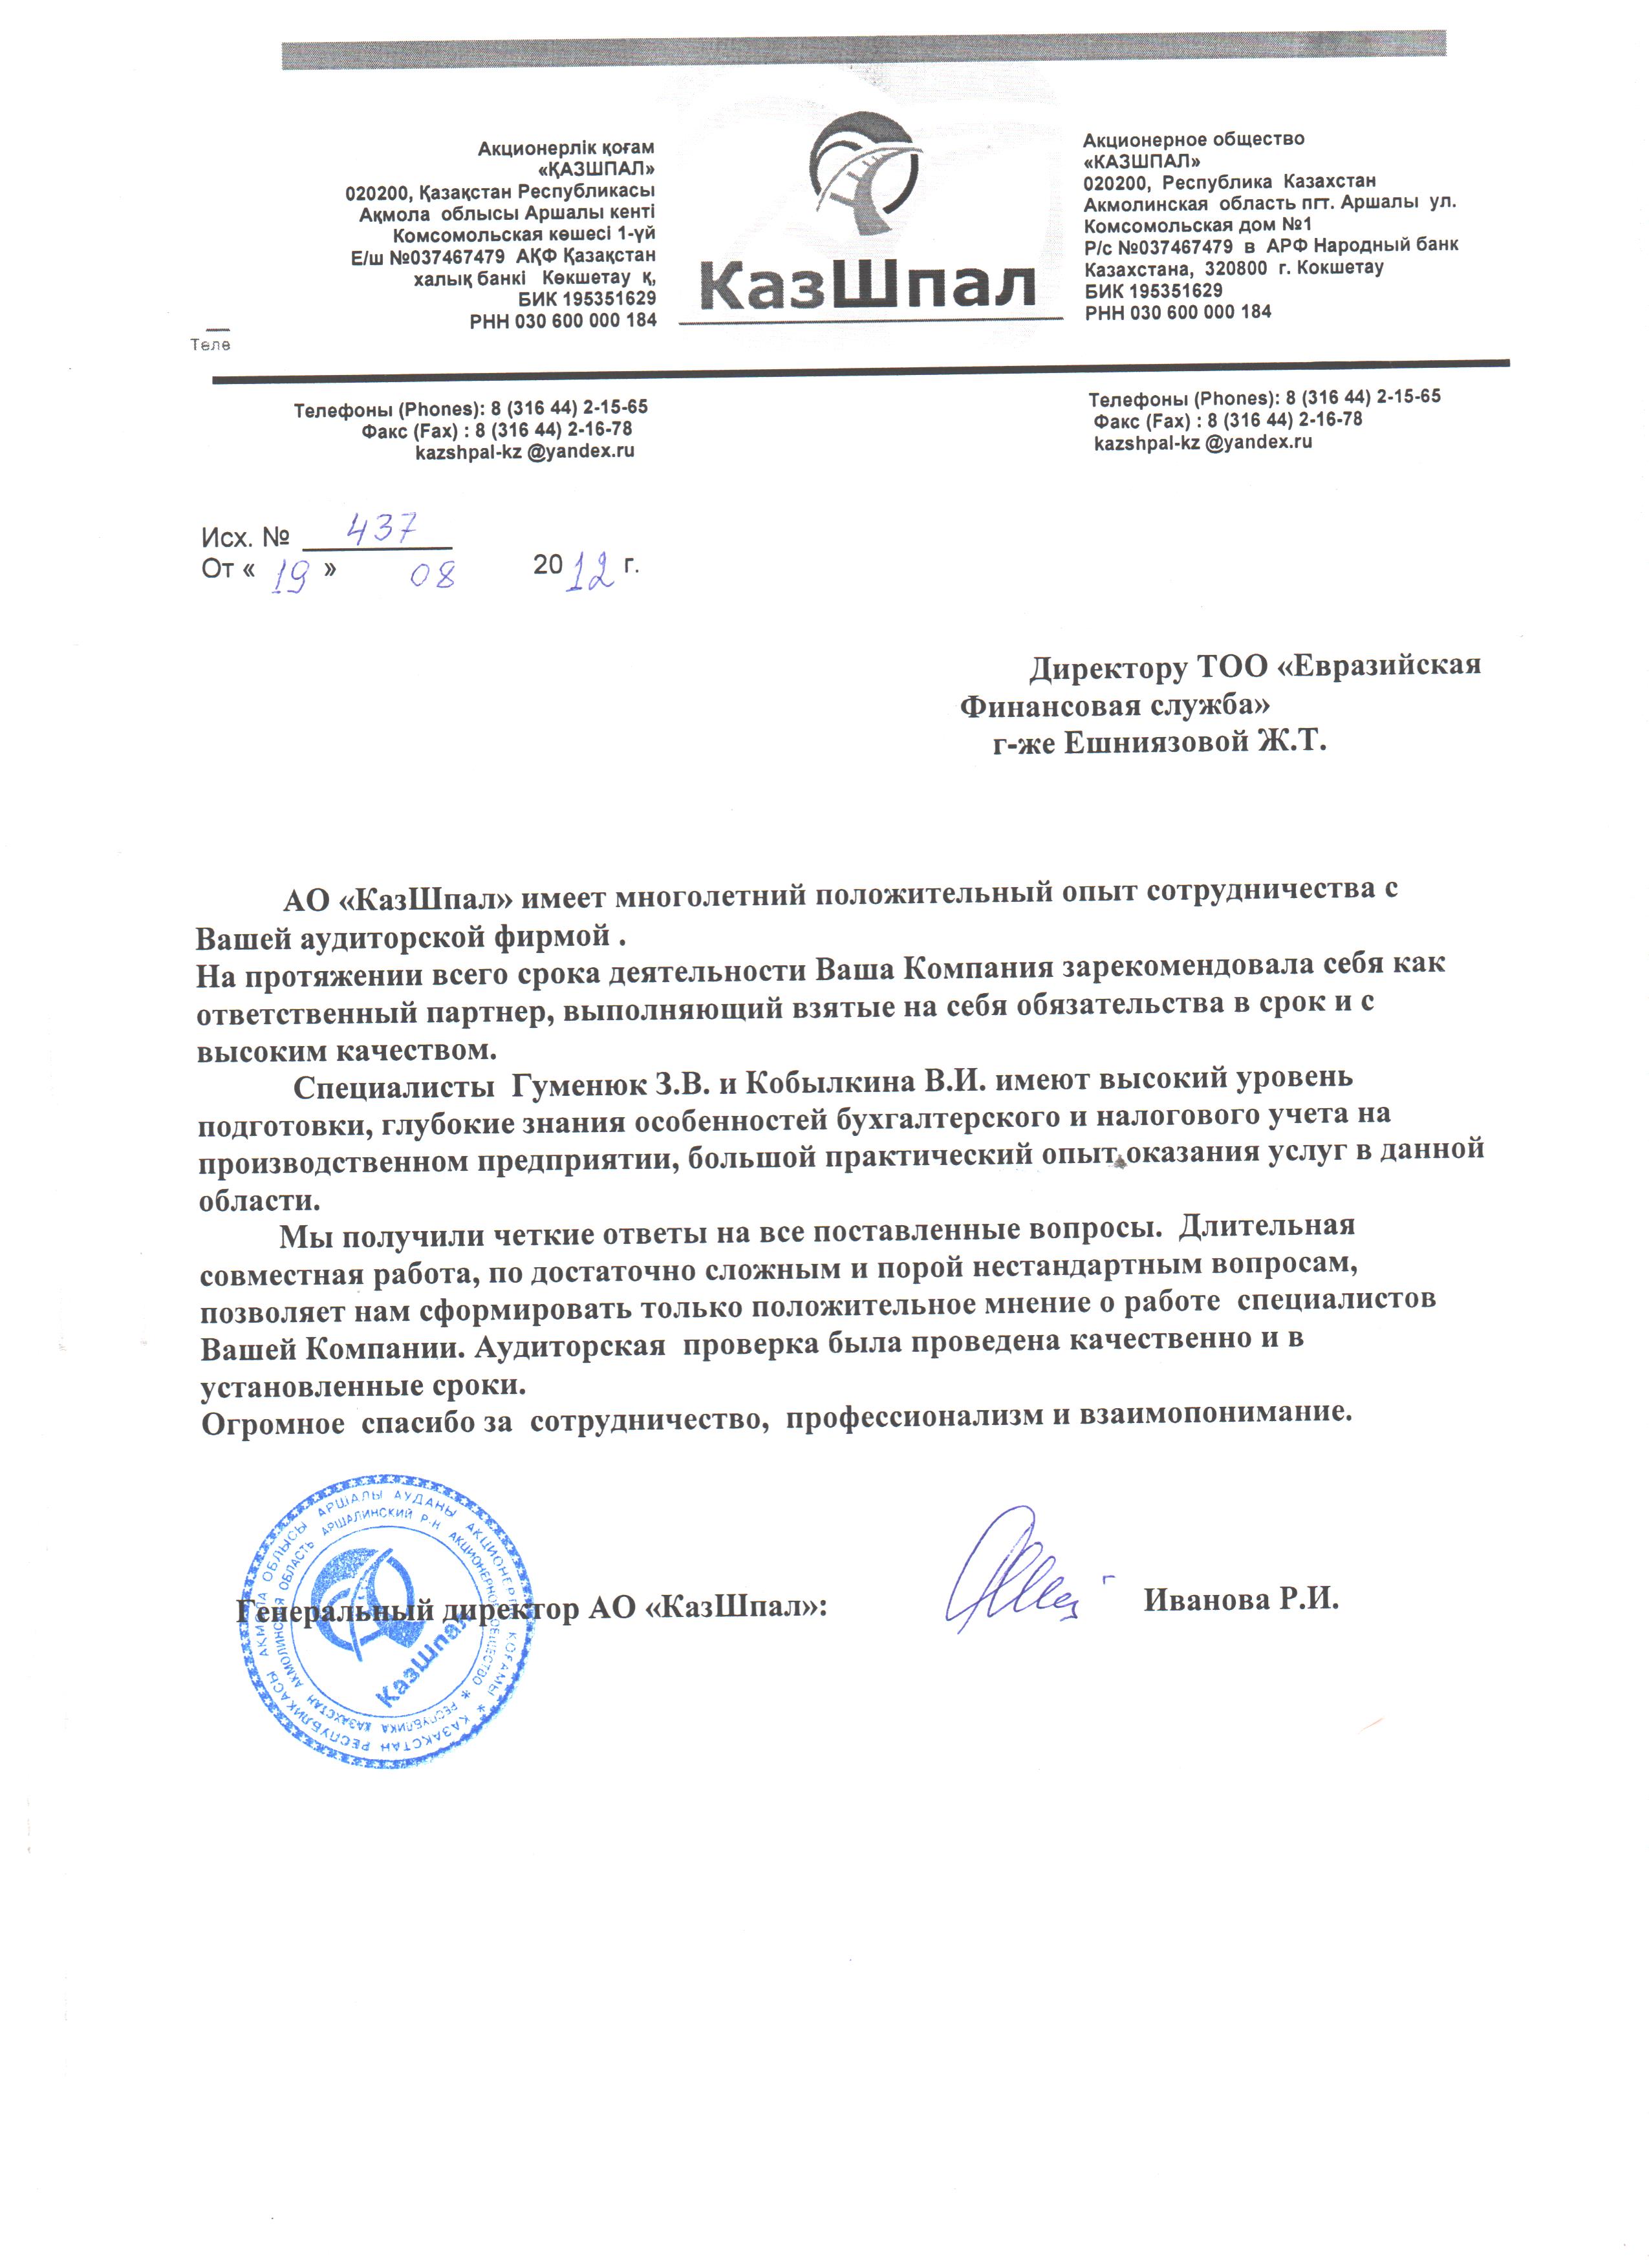 Акционерлік қоғам
«ҚАЗШПАЛ»
020200, Қазақстан Республикасы
Ақмола облысы Аршалы кенті
Комсомольская көшесі 1-үй
Е/ш №037467479 АҚФ Қазақстан
халық банкі Көкшетау қ,
БИК 195351629
РНН 030 600 000 184
КазШпал
Акционерное общество
«КАЗШПАЛ»
020200, Республика Казахстан
Акмолинская область пгт. Аршалы ул.
Комсомольская дом №1
Р/с №037467479 в АРФ Народный банк
Казахстана, 320800 г. Кокшетау
БИК 195351629
РНН 030 600 000 184
Теле
Телефоны (Phones): 8 (316 44) 2-15-65
Факс (Fax) : 8 (316 44) 2-16-78
kazshpal-kz @yandex.ru
Телефоны (Phones): 8 (316 44) 2-15-65
Факс (Fax) : 8 (316 44) 2-16-78
kazshpal-kz @yandex.ru
Исх. № 437
От « 19 » 08 2012 г.
Директору ТОО «Евразийская
Финансовая служба»
г-же Ешниязовой Ж.Т.
АО «КазШпал» имеет многолетний положительный опыт сотрудничества с
Вашей аудиторской фирмой .
На протяжении всего срока деятельности Ваша Компания зарекомендовала себя как
ответственный партнер, выполняющий взятые на себя обязательства в срок и с
высоким качеством.
Специалисты Гуменюк З.В. и Кобылкина В.И. имеют высокий уровень
подготовки, глубокие знания особенностей бухгалтерского и налогового учета на
производственном предприятии, большой практический опыт оказания услуг в данной
области.
Мы получили четкие ответы на все поставленные вопросы. Длительная
совместная работа, по достаточно сложным и порой нестандартным вопросам,
позволяет нам сформировать только положительное мнение о работе специалистов
Вашей Компании. Аудиторская проверка была проведена качественно и в
установленные сроки.
Огромное спасибо за сотрудничество, профессионализм и взаимопонимание.
Генеральный директор АО «КазШпал»: Иванова Р.И.
ҚАЗАҚСТАН РЕСПУБЛИКАСЫ АКМОЛА ОБЛЫСЫ АРШАЛЫ АУДАНЫ АКЦИОНЕРЛІК ҚОҒАМЫ
РЕСПУБЛИКА КАЗАХСТАН АКМОЛИНСКАЯ ОБЛАСТЬ АРШАЛИНСКИЙ Р-Н АКЦИОНЕРНОЕ ОБЩЕСТВО
КазШпал